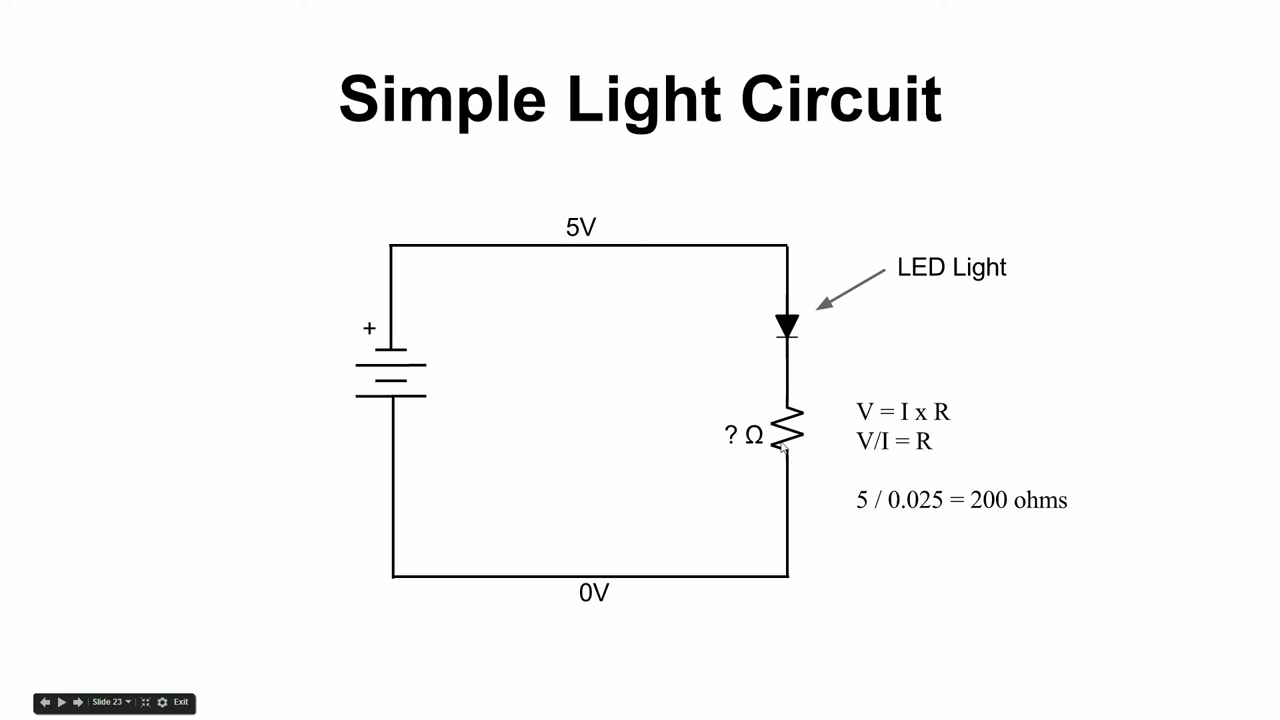 Simple Light Circuit
5V
LED Light
+
? Ω
V = I x R
V/I = R
5 / 0.025 = 200 ohms
0V
Slide 23
Exit